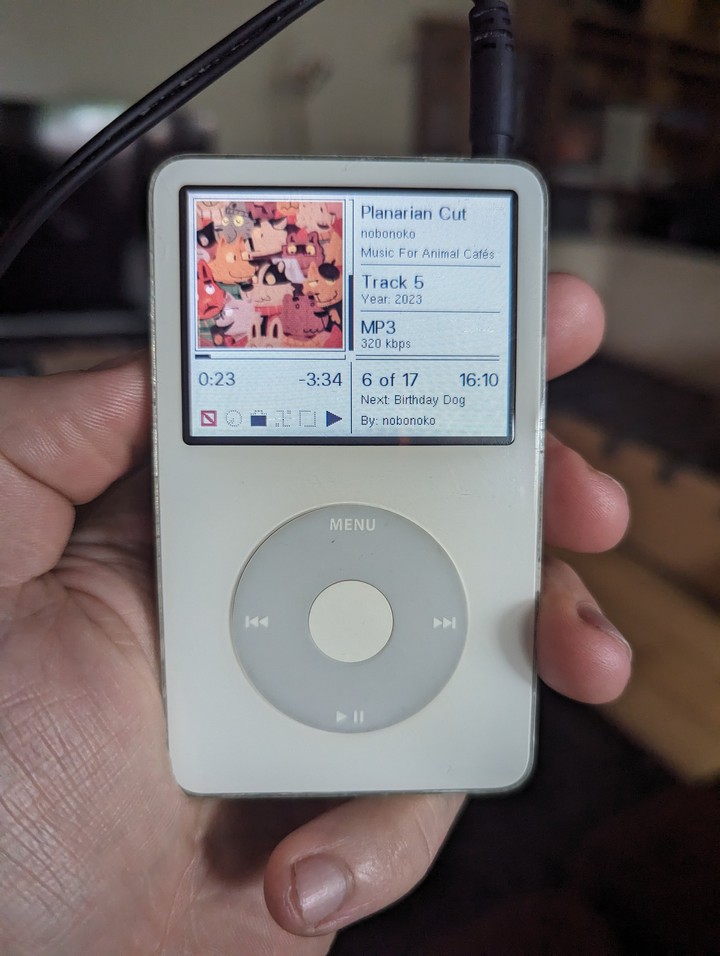 Planarian Cut
nobonoko
Music For Animal Cafés
Track 5
Year: 2023
MP3
320 kbps
0:23 -3:34
6 of 17 16:10
Next: Birthday Dog
By: nobonoko
MENU